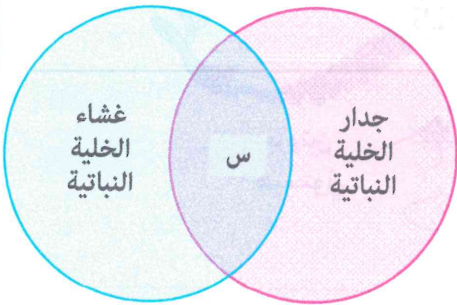 جدار
الخلية
النباتية
س
غشاء
الخلية
النباتية